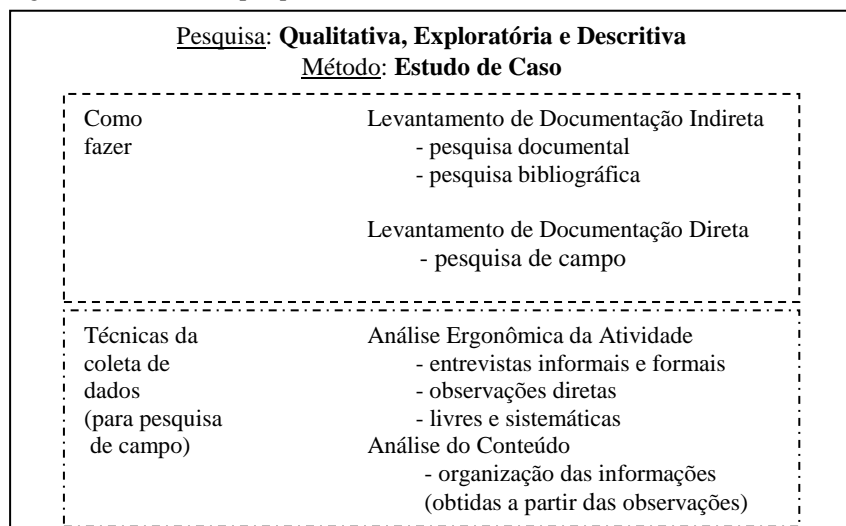 Pesquisa: Qualitativa, Exploratória e Descritiva
Método: Estudo de Caso
Como
fazer
Levantamento de Documentação Indireta
- pesquisa documental
- pesquisa bibliográfica
Levantamento de Documentação Direta
- pesquisa de campo
Técnicas da
coleta de
dados
(para pesquisa
de campo)
Análise Ergonômica da Atividade
- entrevistas informais e formais
- observações diretas
- livres e sistemáticas
Análise do Conteúdo
- organização das informações
(obtidas a partir das observações)